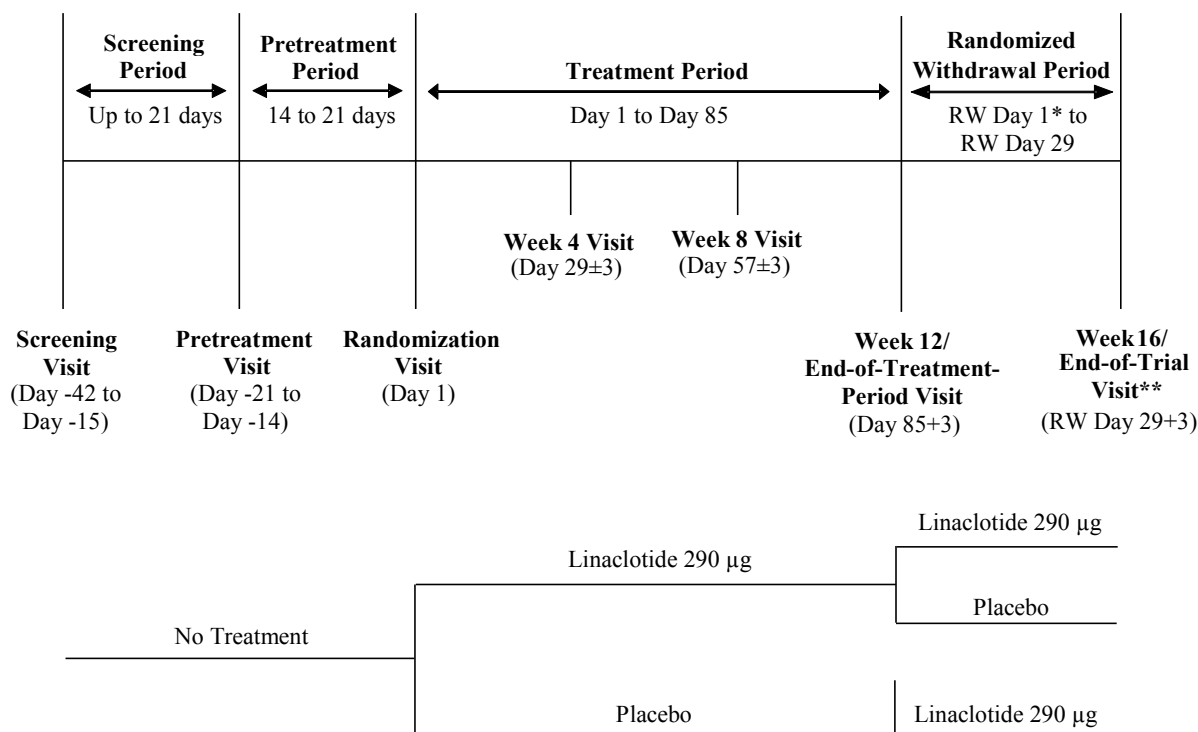 Screening
Period
Up to 21 days
Pretreatment
Period
14 to 21 days
Treatment Period
Day 1 to Day 85
Randomized
Withdrawal Period
RW Day 1* to
RW Day 29
Week 4 Visit
(Day 29±3)
Week 8 Visit
(Day 57±3)
Screening
Visit
(Day -42 to
Day -15)
Pretreatment
Visit
(Day -21 to
Day -14)
Randomization
Visit
(Day 1)
Week 12/
End-of-Treatment-
Period Visit
(Day 85+3)
Week16/
End-of-Trial
Visit**
(RW Day 29+3)
No Treatment
Linaclotide 290 µg
Linaclotide 290 µg
Placebo
Placebo
Linaclotide 290 µg